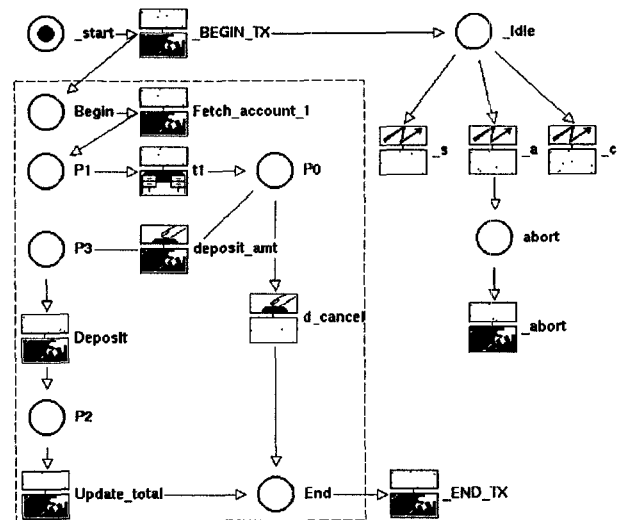 _start
_BEGIN_TX
_Idle
Begin
Fetch_account_1
_s
_a
_c
P1
t1
P0
P3
deposit_amt
abort
d_cancel
Deposit
_abort
P2
Update_total
End
_END_TX